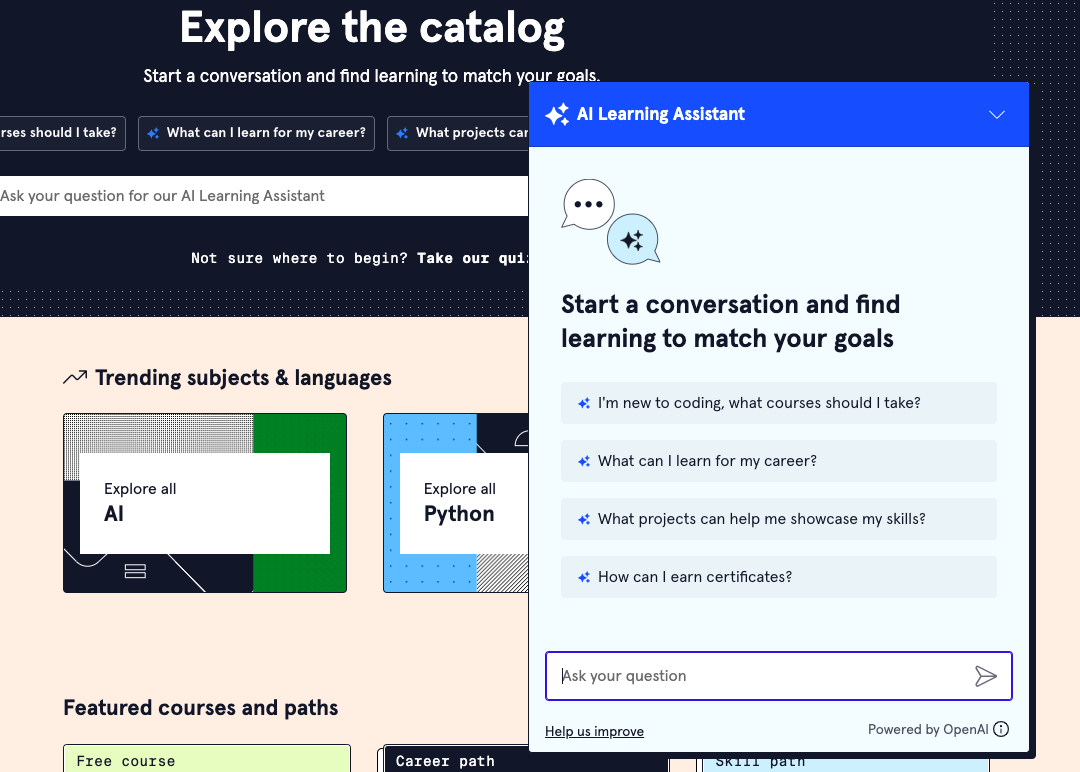 Explore the catalog
Start a conversation and find learning to match your goals.
should I take?
What can I learn for my career?
What projects
Ask your question for our AI Learning Assistant
Not sure where to begin? Take our
Trending subjects & languages
Explore all
AI
Explore all
Python
Featured courses and paths
Free course
Career path
Skill path
AI Learning Assistant
Start a conversation and find
learning to match your goals
I'm new to coding, what courses should I take?
What can I learn for my career?
What projects can help me showcase my skills?
How can I earn certificates?
Ask your question
Help us improve
Powered by OpenAI